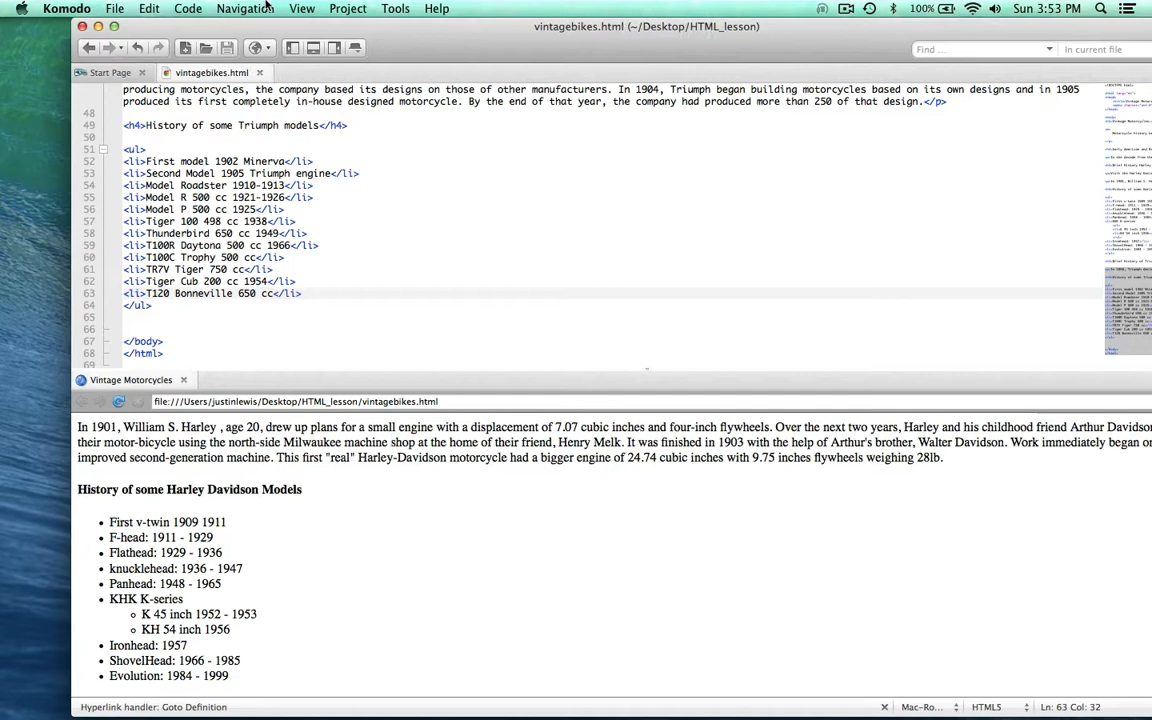 Komodo File Edit Code Navigation View Project Tools Help 100% Sun 3:53 PM
vintagebikes.html (~/Desktop/HTML_lesson)
Find ... In current file
Start Page vintagebikes.html
producing motorcycles, the company based its designs on those of other manufacturers. In 1904, Triumph began building motorcycles based on its own designs and in 1905
produced its first completely in-house designed motorcycle. By the end of that year, the company had produced more than 250 of that design.</p>
48
49 <h4>History of some Triumph models</h4>
50
51 <ul>
52 <li>First model 1902 Minerva</li>
53 <li>Second Model 1905 Triumph engine</li>
54 <li>Model Roadster 1910-1913</li>
55 <li>Model R 500 cc 1921-1926</li>
56 <li>Model P 500 cc 1925</li>
57 <li>Tiger 100 498 cc 1938</li>
58 <li>Thunderbird 650 cc 1949</li>
59 <li>T100R Daytona 500 cc 1966</li>
60 <li>T100C Trophy 500 cc</li>
61 <li>TR7V Tiger 750 cc</li>
62 <li>Tiger Cub 200 cc 1954</li>
63 <li>T120 Bonneville 650 cc</li>
64 </ul>
65
66
67 </body>
68 </html>
69
Vintage Motorcycles
file:///Users/justinlewis/Desktop/HTML_lesson/vintagebikes.html
In 1901, William S. Harley , age 20, drew up plans for a small engine with a displacement of 7.07 cubic inches and four-inch flywheels. Over the next two years, Harley and his childhood friend Arthur Davidson
their motor-bicycle using the north-side Milwaukee machine shop at the home of their friend, Henry Melk. It was finished in 1903 with the help of Arthur's brother, Walter Davidson. Work immediately began on
improved second-generation machine. This first "real" Harley-Davidson motorcycle had a bigger engine of 24.74 cubic inches with 9.75 inches flywheels weighing 28lb.
History of some Harley Davidson Models
• First v-twin 1909 1911
• F-head: 1911 - 1929
• Flathead: 1929 - 1936
• knucklehead: 1936 - 1947
• Panhead: 1948 - 1965
• KHK K-series
◦ K 45 inch 1952 - 1953
◦ KH 54 inch 1956
• Ironhead: 1957
• ShovelHead: 1966 - 1985
• Evolution: 1984 - 1999
Hyperlink handler: Goto Definition Mac-Ro... HTML5 Ln: 63 Col: 32